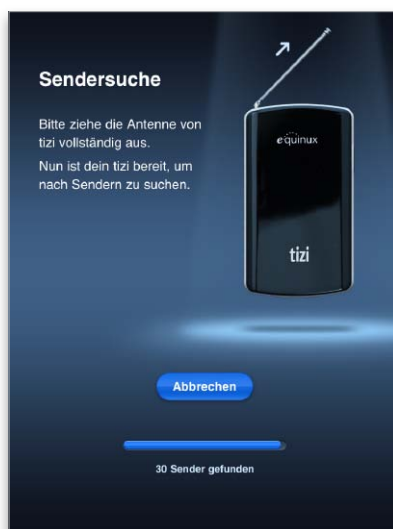 Sendersuche
Bitte ziehe die Antenne von
tizi vollständig aus.
Nun ist dein tizi bereit, um
nach Sendern zu suchen.
equinux
tizi
Abbrechen
30 Sender gefunden